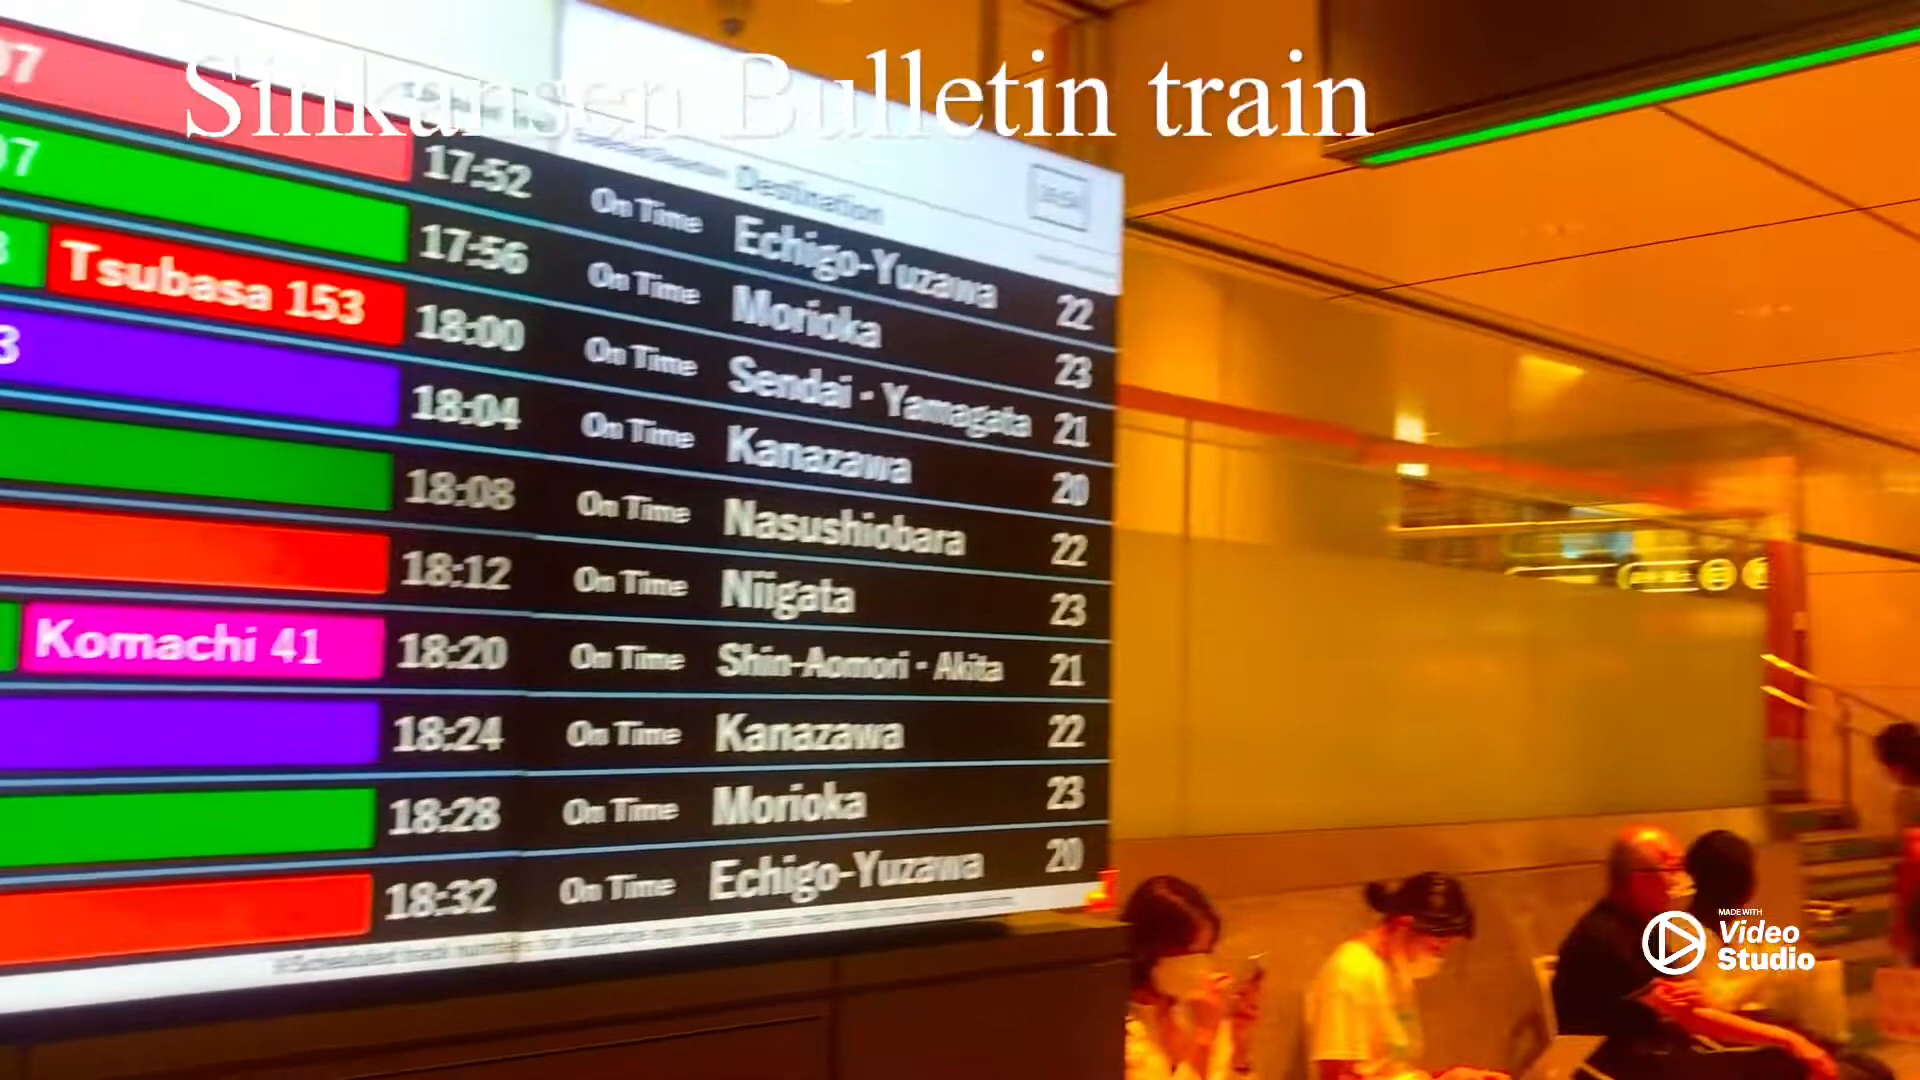 Sinkansen Bulletin train
Destination
07 17:52 On Time Echigo-Yuzawa 22
07 17:56 On Time Morioka 23
Tsubasa 153 18:00 On Time Sendai - Yamagata 21
3 18:04 On Time Kanazawa 20
18:08 On Time Nasushiobara 22
18:12 On Time Niigata 23
Komachi 41 18:20 On Time Shin-Aomori - Akita 21
18:24 On Time Kanazawa 22
18:28 On Time Morioka 23
18:32 On Time Echigo-Yuzawa 20
MADE WITH
Video
Studio